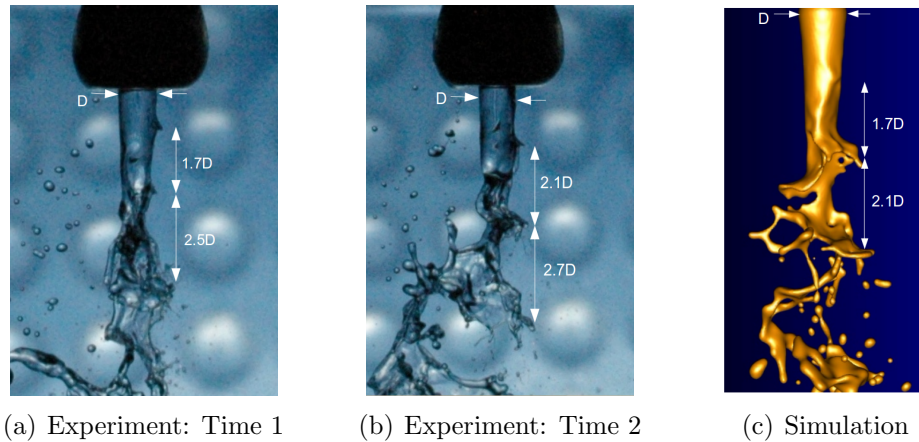 D
1.7D
2.5D
(a) Experiment: Time 1
D
2.1D
2.7D
(b) Experiment: Time 2
D
1.7D
2.1D
(c) Simulation